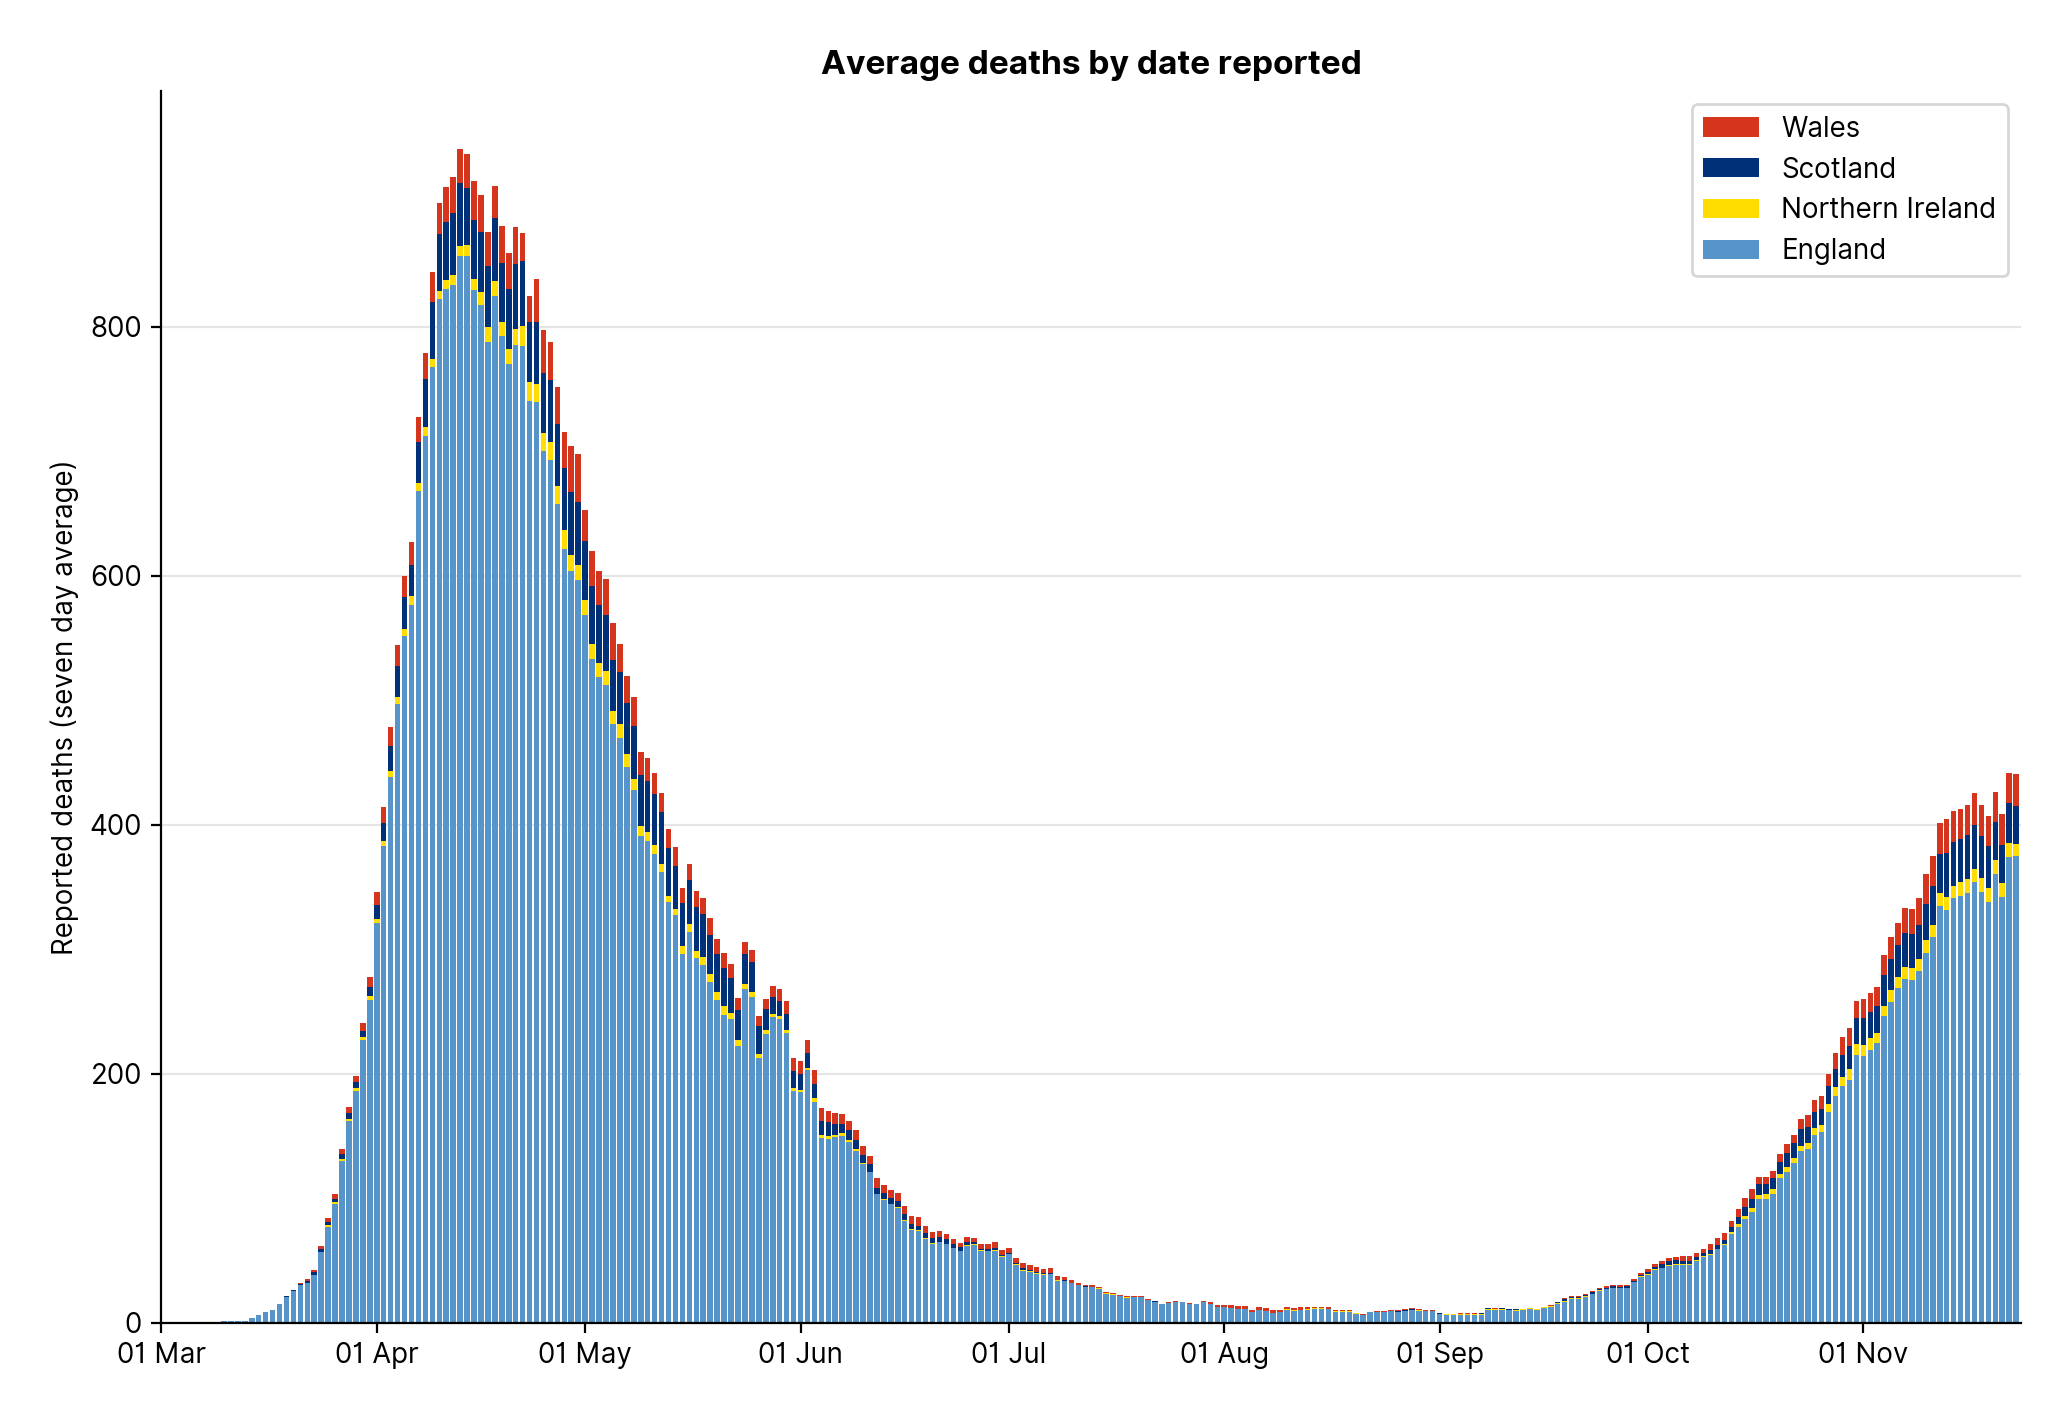 Average deaths by date reported
Wales
Scotland
Northern Ireland
England
Reported deaths (seven day average)
800
600
400
200
0
01 Mar
01 Apr
01 May
01 Jun
01 Jul
01 Aug
01 Sep
01 Oct
01 Nov